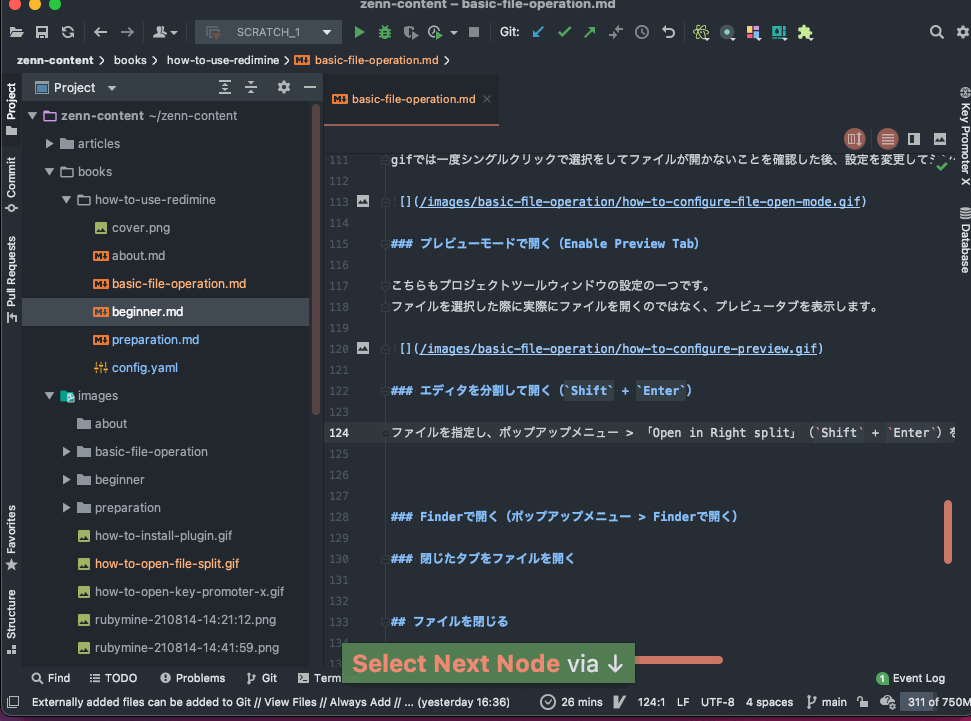 zenn-content – basic-file-operation.md
SCRATCH_1
Git:
zenn-content › books › how-to-use-redimine › basic-file-operation.md ›
Project
Commit
Pull Requests
Favorites
Structure
Project
zenn-content ~/zenn-content
articles
books
how-to-use-redimine
cover.png
about.md
basic-file-operation.md
beginner.md
preparation.md
config.yaml
images
about
basic-file-operation
beginner
preparation
how-to-install-plugin.gif
how-to-open-file-split.gif
how-to-open-key-promoter-x.gif
rubymine-210814-14:21:12.png
rubymine-210814-14:41:59.png
basic-file-operation.md
111 gifでは一度シングルクリックで選択をしてファイルが開かないことを確認した後、設定を変更して
112
113 ![](/images/basic-file-operation/how-to-configure-file-open-mode.gif)
114
115 ### プレビューモードで開く（Enable Preview Tab）
116
117 こちらもプロジェクトツールウィンドウの設定の一つです。
118 ファイルを選択した際に実際にファイルを開くのではなく、プレビュータブを表示します。
119
120 ![](/images/basic-file-operation/how-to-configure-preview.gif)
121
122 ### エディタを分割して開く（`Shift` + `Enter`）
123
124 ファイルを指定し、ポップアップメニュー > 「Open in Right split」（`Shift` + `Enter`）を
125
126
127
128 ### Finderで開く（ポップアップメニュー > Finderで開く）
129
130 ### 閉じたタブをファイルを開く
131
132
133 ## ファイルを閉じる
134
Key Promoter X
Database
Select Next Node via ↓
Find
TODO
Problems
Git
Term
1 Event Log
Externally added files can be added to Git // View Files // Always Add // ... (yesterday 16:36)
26 mins
124:1
LF
UTF-8
4 spaces
main
311 of 750M